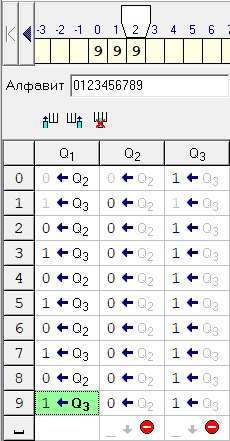 -3 -2 -1 0 1 2 3 4 5
9 9 9
Алфавит 0123456789
Ш Ш Ш
Q1 Q2 Q3
0 0 ← Q2 0 ← Q2 1 ← Q3
1 1 ← Q3 0 ← Q2 1 ← Q3
2 0 ← Q2 0 ← Q2 1 ← Q3
3 1 ← Q3 0 ← Q2 1 ← Q3
4 0 ← Q2 0 ← Q2 1 ← Q3
5 1 ← Q3 0 ← Q2 1 ← Q3
6 0 ← Q2 0 ← Q2 1 ← Q3
7 1 ← Q3 0 ← Q2 1 ← Q3
8 0 ← Q2 0 ← Q2 1 ← Q3
9 1 ← Q3 0 ← Q2 1 ← Q3
␣ _ ↓ _ ↓